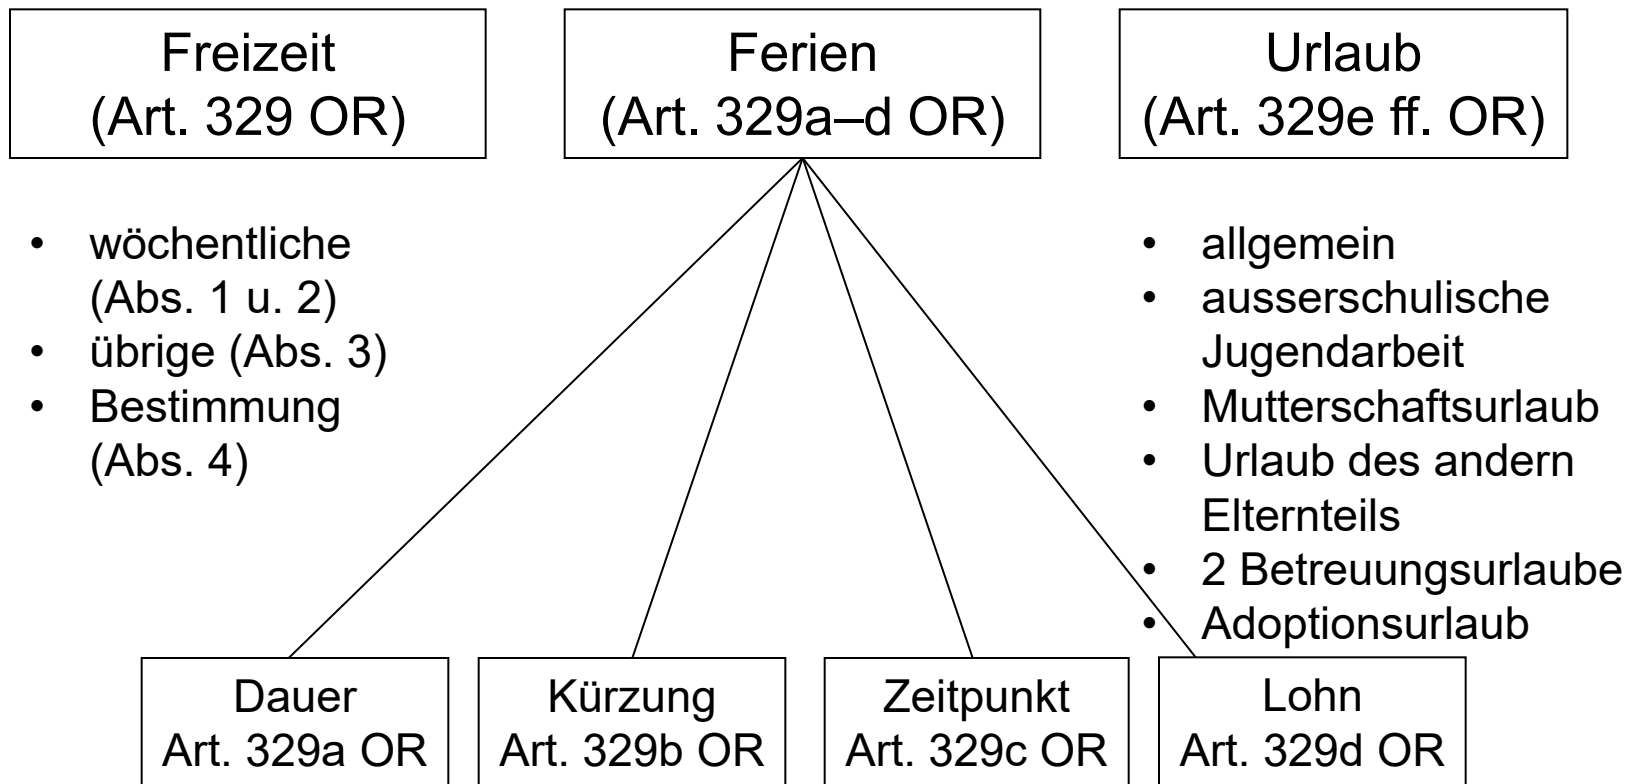 Freizeit
(Art. 329 OR)
Ferien
(Art. 329a–d OR)
Urlaub
(Art. 329e ff. OR)
• wöchentliche
(Abs. 1 u. 2)
• übrige (Abs. 3)
• Bestimmung
(Abs. 4)
• allgemein
• ausserschulische
Jugendarbeit
• Mutterschaftsurlaub
• Urlaub des andern
Elternteils
• 2 Betreuungsurlaube
• Adoptionsurlaub
Dauer
Art. 329a OR
Kürzung
Art. 329b OR
Zeitpunkt
Art. 329c OR
Lohn
Art. 329d OR